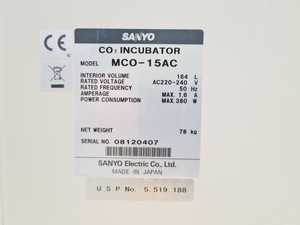 CE
SANYO
CO₂ INCUBATOR
MODEL MCO-15AC
INTERIOR VOLUME 164 L
RATED VOLTAGE AC220-240 V
RATED FREQUENCY 50 Hz
AMPERAGE MAX. 1.6 A
POWER CONSUMPTION MAX.380 W
NET WEIGHT 78 kg
SERIAL NO. 08120407
SANYO Electric Co., Ltd.
MADE IN JAPAN
U S P No. 5.519.188